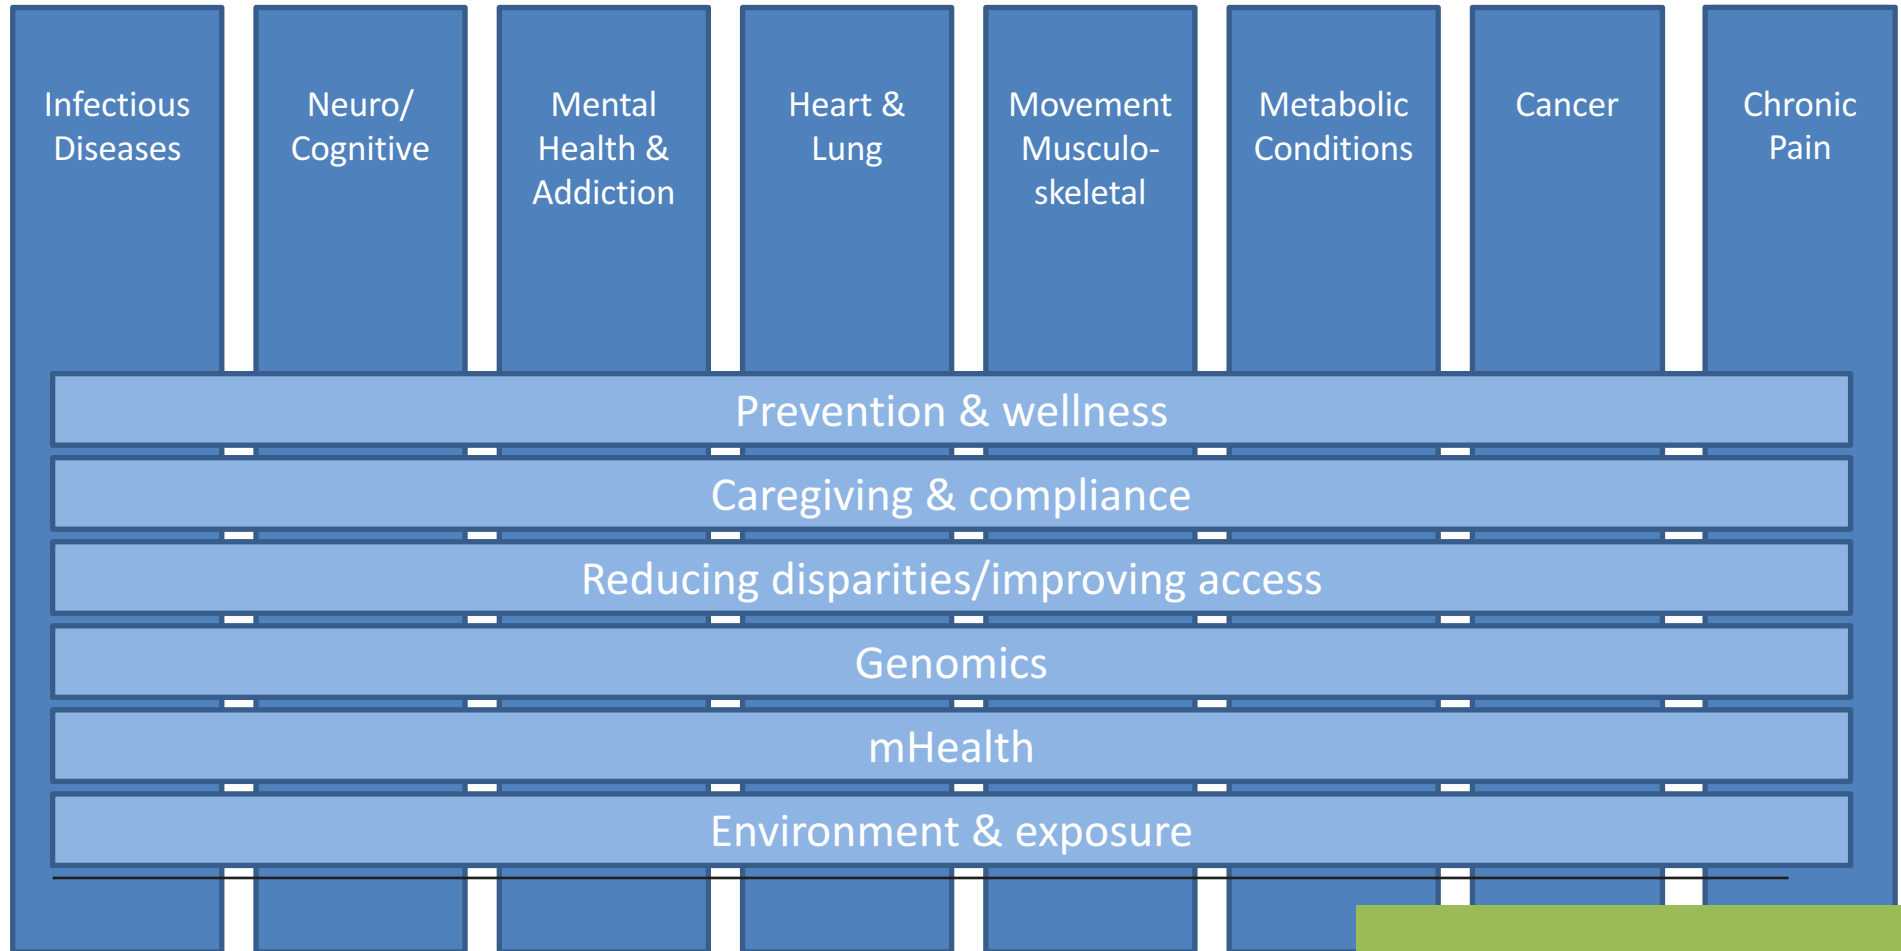 Infectious
Diseases
Neuro/
Cognitive
Mental
Health &
Addiction
Heart &
Lung
Movement
Musculo-
skeletal
Metabolic
Conditions
Cancer
Chronic
Pain
Prevention & wellness
Caregiving & compliance
Reducing disparities/improving access
Genomics
mHealth
Environment & exposure